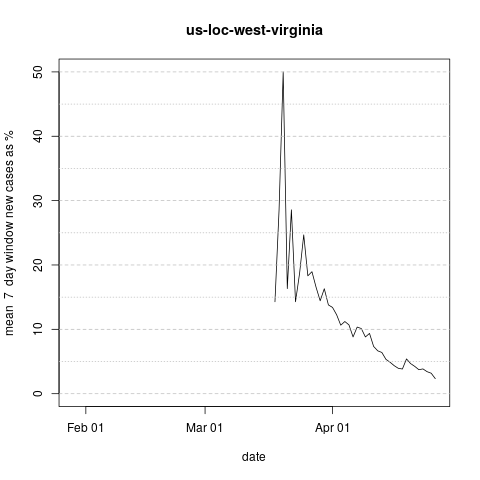 us-loc-west-virginia
mean 7 day window new cases as %
50
40
30
20
10
0
Feb 01
Mar 01
Apr 01
date